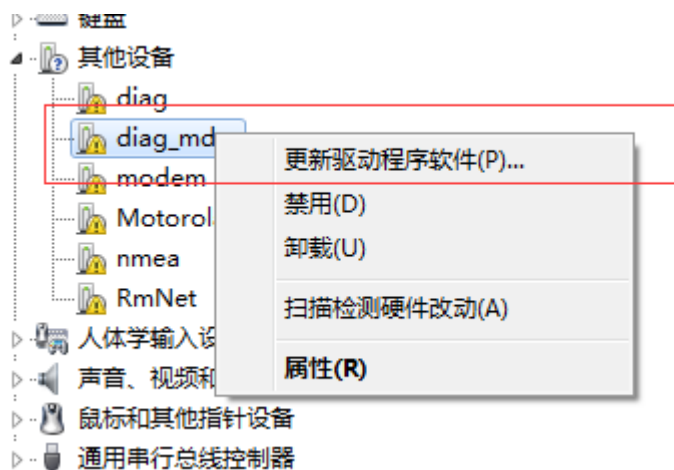 键盘
其他设备
diag
diag_md
modem
Motorol
nmea
RmNet
人体学输入设
声音、视频和
鼠标和其他指针设备
通用串行总线控制器
更新驱动程序软件(P)...
禁用(D)
卸载(U)
扫描检测硬件改动(A)
属性(R)